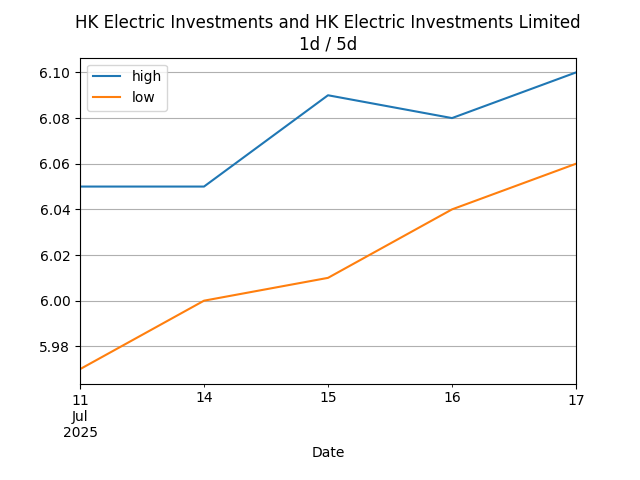 HK Electric Investments and HK Electric Investments Limited
1d / 5d
high
low
6.10
6.08
6.06
6.04
6.02
6.00
5.98
11 14 15 16 17
Jul
2025
Date